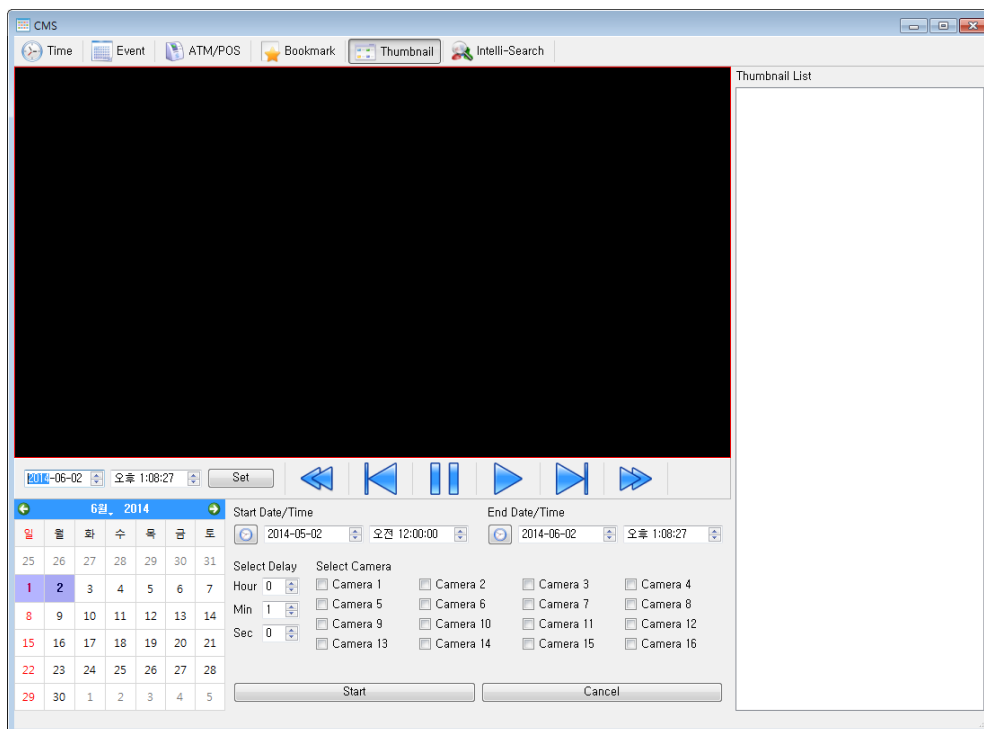 CMS
Time Event ATM/POS Bookmark Thumbnail Intelli-Search
Thumbnail List
2014-06-02 오후 1:08:27 Set
6월, 2014
일 월 화 수 목 금 토
25 26 27 28 29 30 31
1 2 3 4 5 6 7
8 9 10 11 12 13 14
15 16 17 18 19 20 21
22 23 24 25 26 27 28
29 30 1 2 3 4 5
Start Date/Time
2014-05-02 오전 12:00:00
End Date/Time
2014-06-02 오후 1:08:27
Select Delay
Hour 0
Min 1
Sec 0
Select Camera
Camera 1 Camera 2 Camera 3 Camera 4
Camera 5 Camera 6 Camera 7 Camera 8
Camera 9 Camera 10 Camera 11 Camera 12
Camera 13 Camera 14 Camera 15 Camera 16
Start Cancel